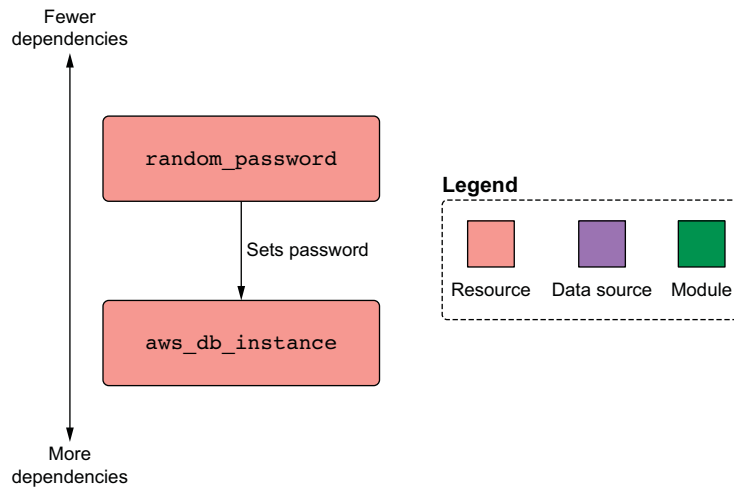 Fewer
dependencies
random_password
Sets password
aws_db_instance
More
dependencies
Legend
Resource
Data source
Module